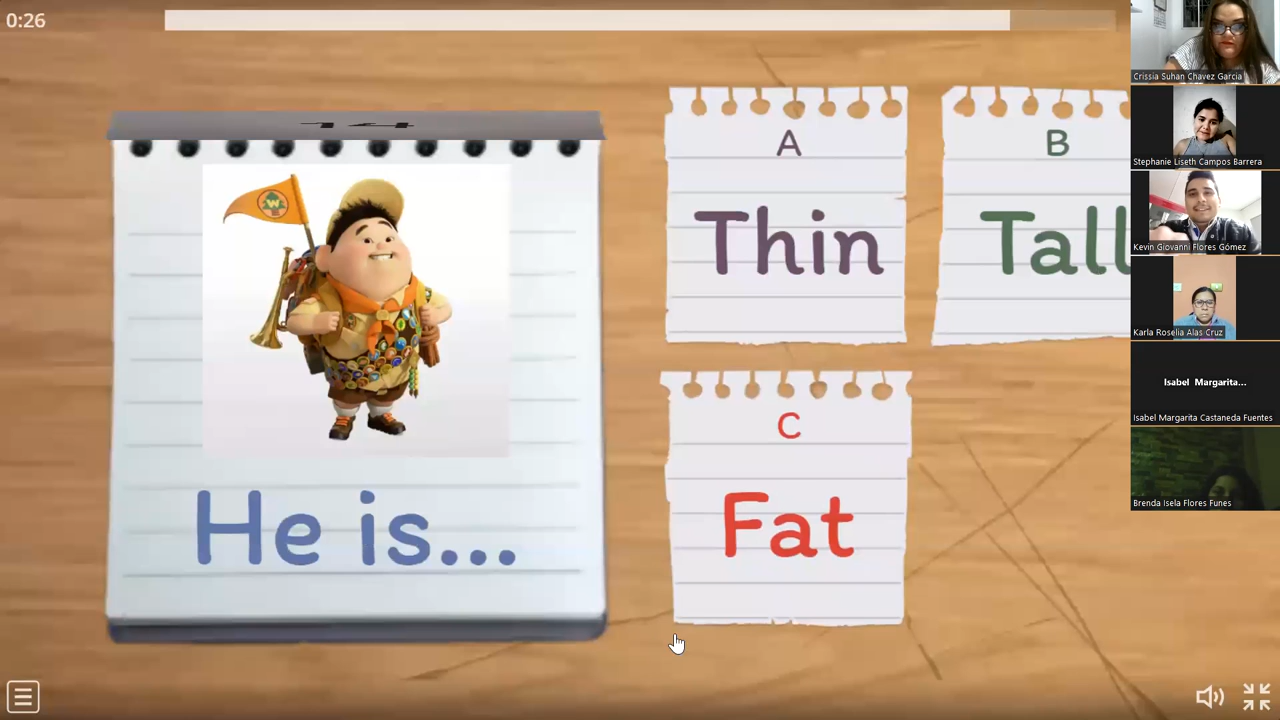 0:26
14
He is...
A
Thin
B
Tall
C
Fat
W
Crissia Suhan Chavez Garcia
Stephanie Liseth Campos Barrera
Kevin Giovanni Flores Gómez
Karla Roselia Alas Cruz
Isabel Margarita...
Isabel Margarita Castaneda Fuentes
Brenda Isela Flores Funes